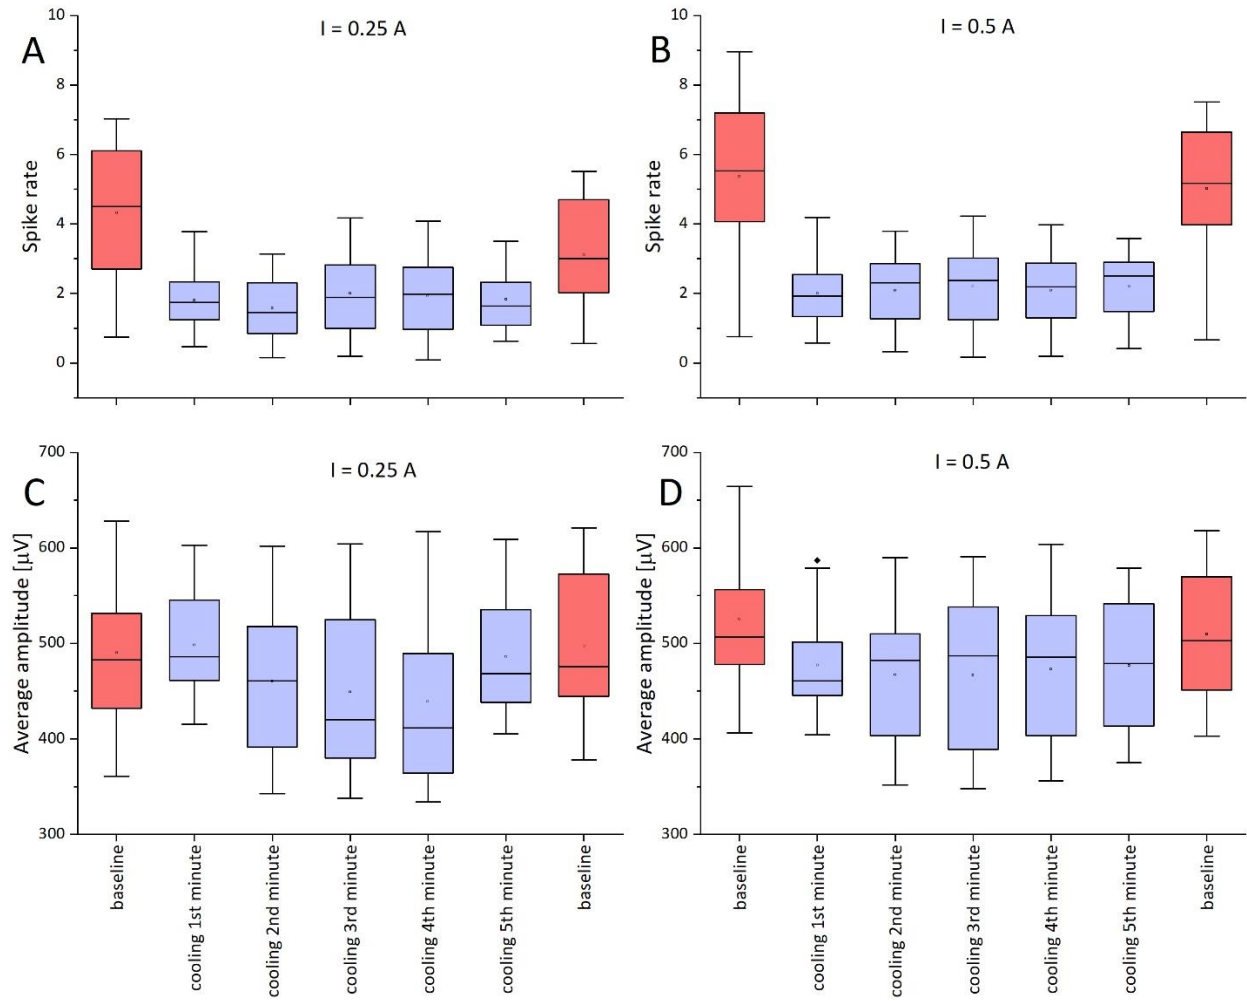 A
I = 0.25 A
Spike rate
10
8
6
4
2
0
B
I = 0.5 A
Spike rate
10
8
6
4
2
0
C
I = 0.25 A
Average amplitude [µV]
700
600
500
400
300
baseline
cooling 1st minute
cooling 2nd minute
cooling 3rd minute
cooling 4th minute
cooling 5th minute
baseline
D
I = 0.5 A
Average amplitude [µV]
700
600
500
400
300
baseline
cooling 1st minute
cooling 2nd minute
cooling 3rd minute
cooling 4th minute
cooling 5th minute
baseline